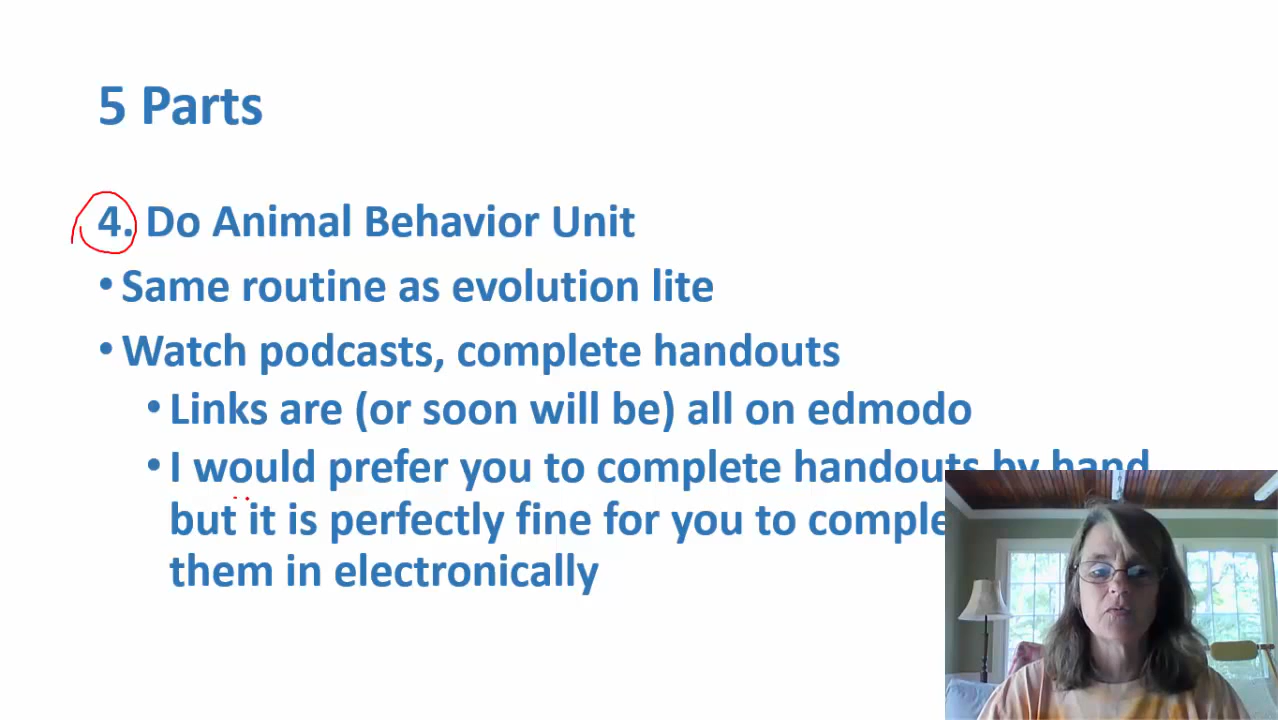 5 Parts
4. Do Animal Behavior Unit
• Same routine as evolution lite
• Watch podcasts, complete handouts
• Links are (or soon will be) all on edmodo
• I would prefer you to complete handouts by hand
but it is perfectly fine for you to
them in electronically